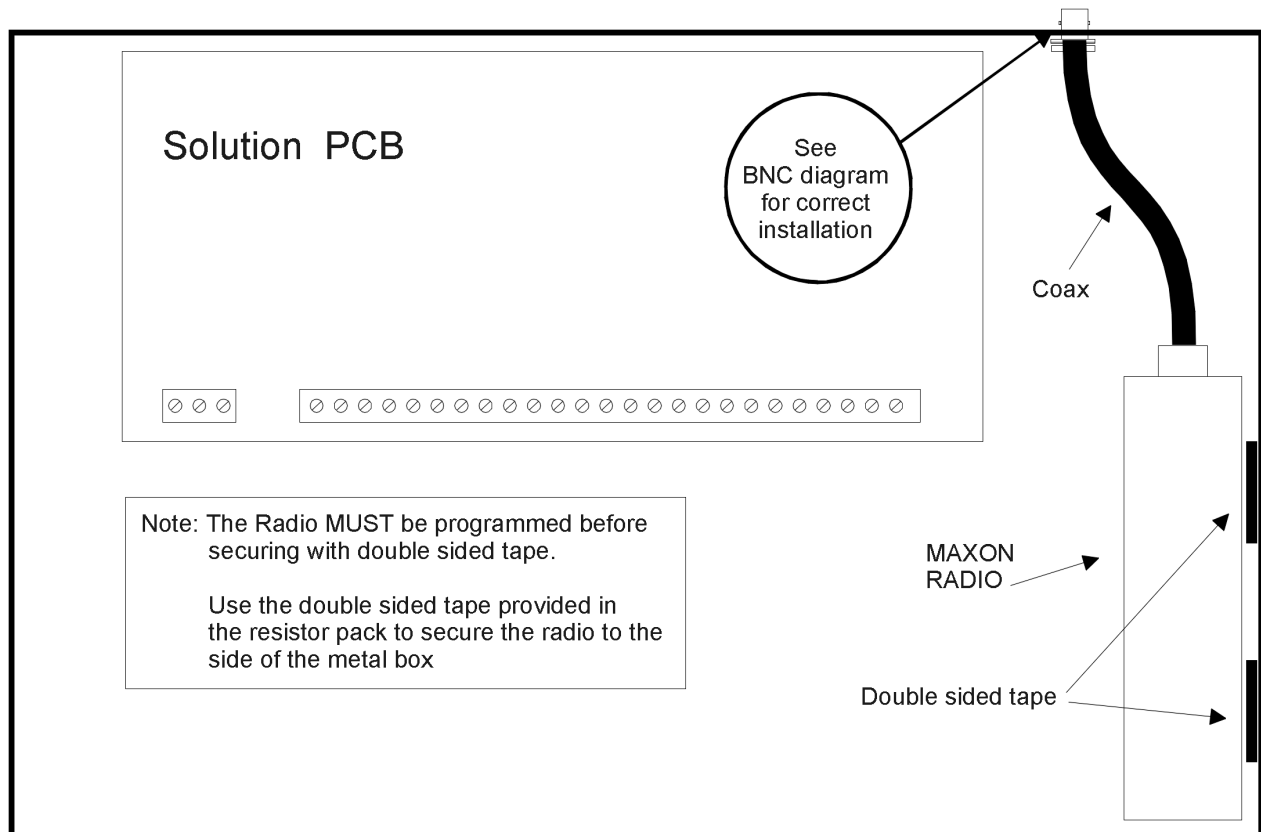 Solution PCB
See
BNC diagram
for correct
installation
Coax
Note: The Radio MUST be programmed before
securing with double sided tape.
Use the double sided tape provided in
the resistor pack to secure the radio to the
side of the metal box
MAXON
RADIO
Double sided tape